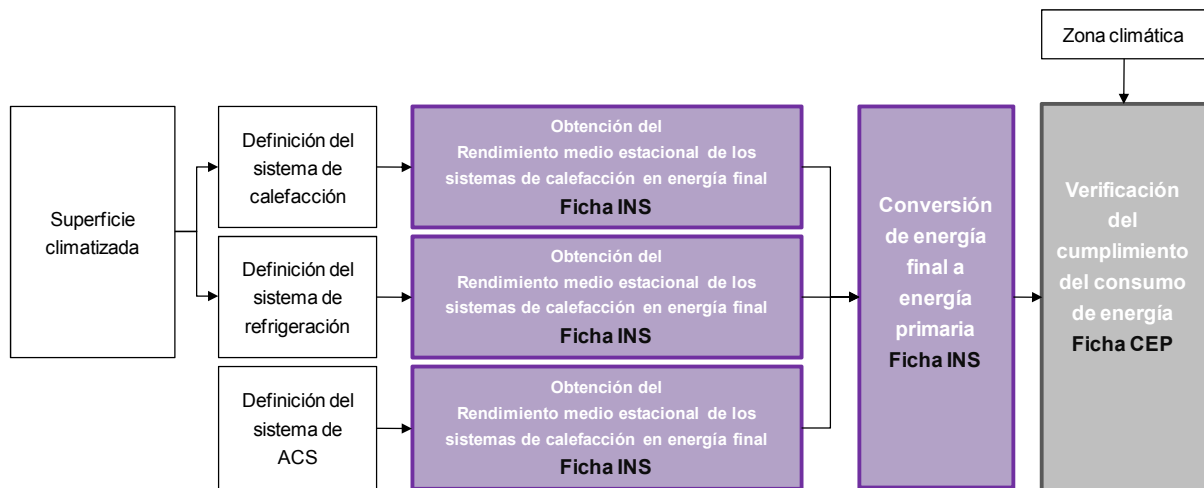 Zona climática
Superficie
climatizada
Definición del
sistema de
calefacción
Obtención del
Rendimiento medio estacional de los
sistemas de calefacción en energía final
Ficha INS
Definición del
sistema de
refrigeración
Obtención del
Rendimiento medio estacional de los
sistemas de calefacción en energía final
Ficha INS
Definición del
sistema de
ACS
Obtención del
Rendimiento medio estacional de los
sistemas de calefacción en energía final
Ficha INS
Conversión
de energía
final a
energía
primaria
Ficha INS
Verificación
del
cumplimiento
del consumo
de energía
Ficha CEP